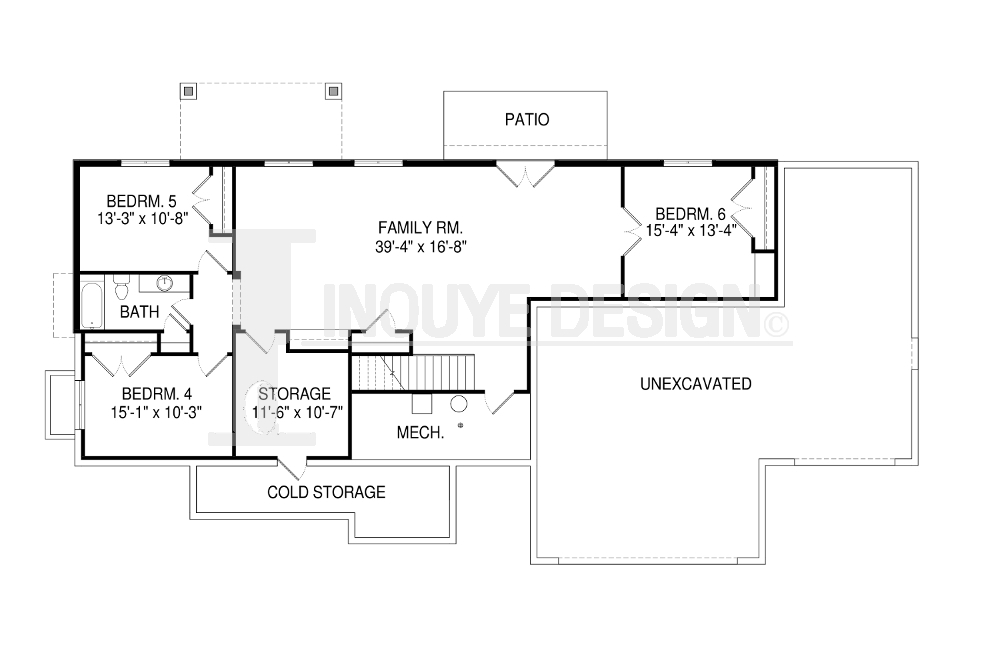 PATIO
BEDRM. 5
13'-3" x 10'-8"
FAMILY RM.
39'-4" x 16'-8"
BEDRM. 6
15'-4" x 13'-4"
BATH
INOUYE DESIGN©
BEDRM. 4
15'-1" x 10'-3"
STORAGE
11'-6" x 10'-7"
UNEXCAVATED
MECH.
COLD STORAGE